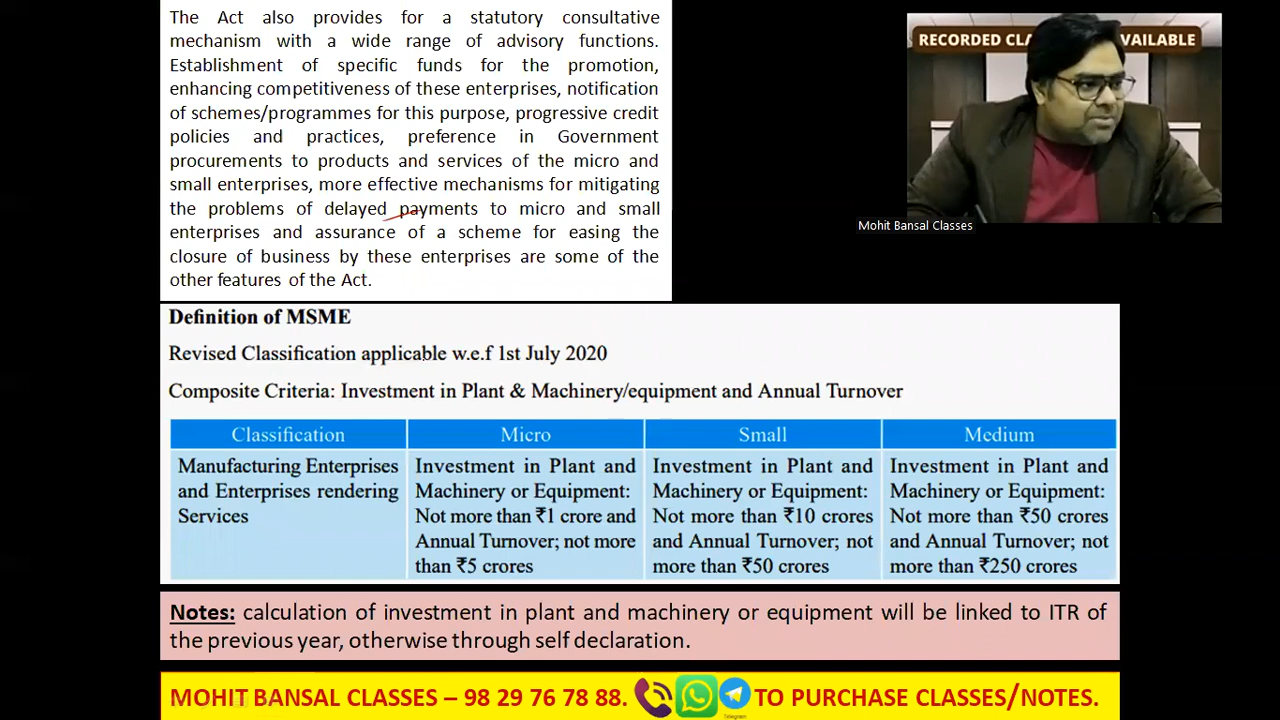 The Act also provides for a statutory consultative
mechanism with a wide range of advisory functions.
Establishment of specific funds for the promotion,
enhancing competitiveness of these enterprises, notification
of schemes/programmes for this purpose, progressive credit
policies and practices, preference in Government
procurements to products and services of the micro and
small enterprises, more effective mechanisms for mitigating
the problems of delayed payments to micro and small
enterprises and assurance of a scheme for easing the
closure of business by these enterprises are some of the
other features of the Act.
RECORDED CLA VAILABLE
Mohit Bansal Classes
Definition of MSME
Revised Classification applicable w.e.f 1st July 2020
Composite Criteria: Investment in Plant & Machinery/equipment and Annual Turnover
Classification
Manufacturing Enterprises
and Enterprises rendering
Services
Micro
Investment in Plant and
Machinery or Equipment:
Not more than ₹1 crore and
Annual Turnover; not more
than ₹5 crores
Small
Investment in Plant and
Machinery or Equipment:
Not more than ₹10 crores
and Annual Turnover; not
more than ₹50 crores
Medium
Investment in Plant and
Machinery or Equipment:
Not more than ₹50 crores
and Annual Turnover; not
more than ₹250 crores
Notes: calculation of investment in plant and machinery or equipment will be linked to ITR of
the previous year, otherwise through self declaration.
MOHIT BANSAL CLASSES – 98 29 76 78 88. TO PURCHASE CLASSES/NOTES.
Telegram